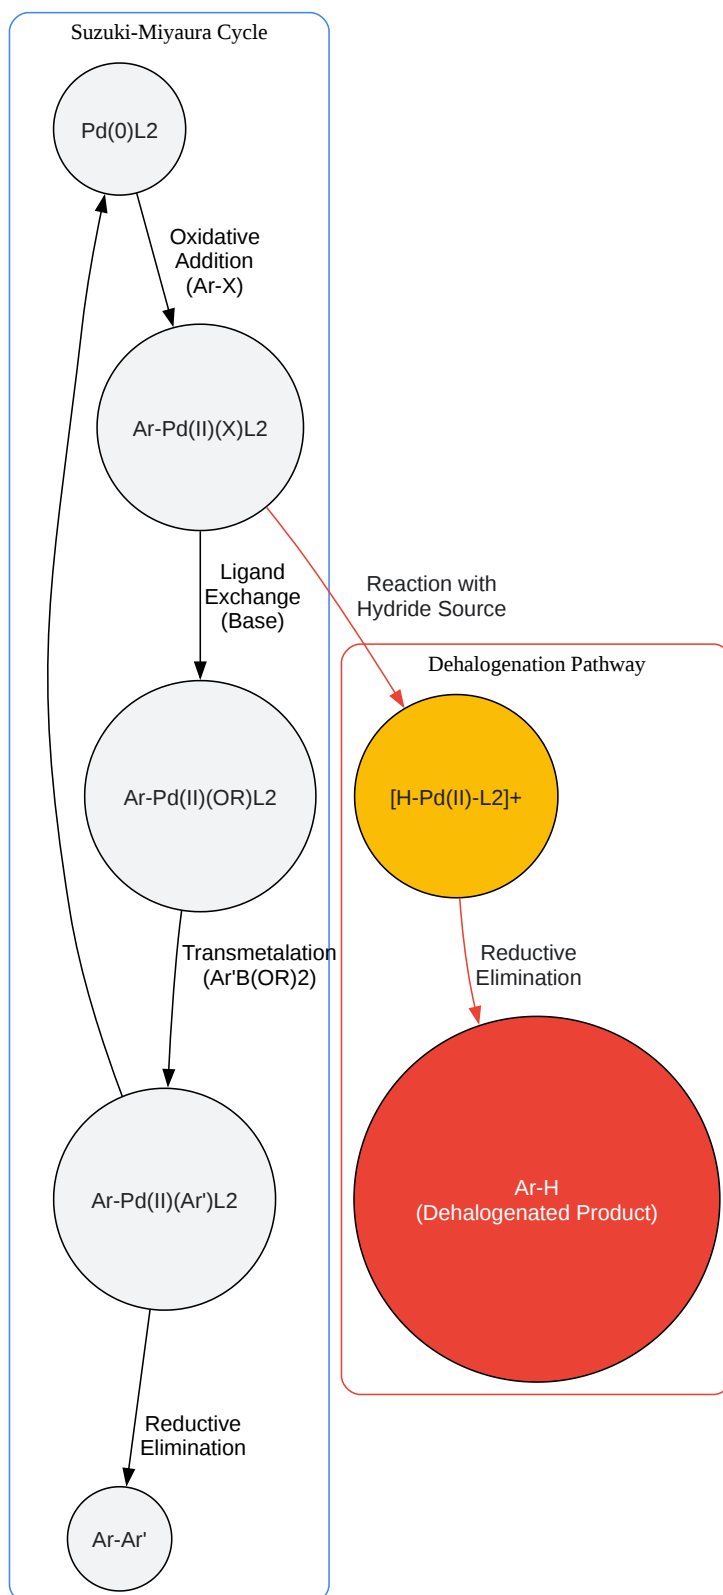 Suzuki-Miyaura Cycle
Pd(0)L2
Oxidative
Addition
(Ar-X)
Ar-Pd(II)(X)L2
Ligand
Exchange
(Base)
Reaction with
Hydride Source
Dehalogenation Pathway
Ar-Pd(II)(OR)L2
[H-Pd(II)-L2]+
Transmetalation
(Ar'B(OR)2)
Reductive
Elimination
Ar-Pd(II)(Ar')L2
Ar-H
(Dehalogenated Product)
Reductive
Elimination
Ar-Ar'